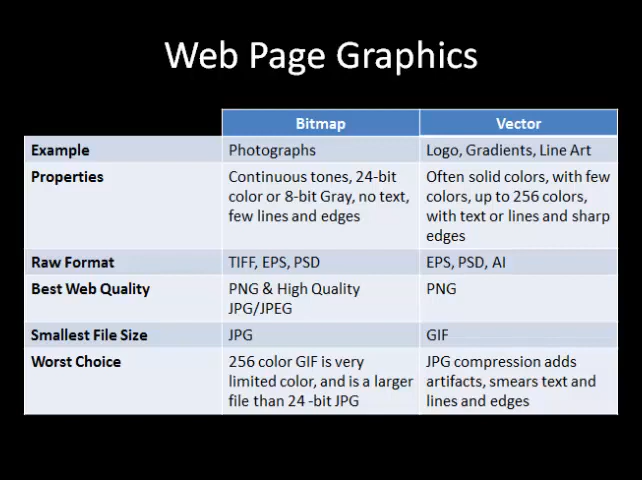 Web Page Graphics
Bitmap Vector
Example Photographs Logo, Gradients, Line Art
Properties Continuous tones, 24-bit Often solid colors, with few
color or 8-bit Gray, no text, colors, up to 256 colors,
few lines and edges with text or lines and sharp
edges
Raw Format TIFF, EPS, PSD EPS, PSD, AI
Best Web Quality PNG & High Quality PNG
JPG/JPEG
Smallest File Size JPG GIF
Worst Choice 256 color GIF is very JPG compression adds
limited color, and is a larger artifacts, smears text and
file than 24 -bit JPG lines and edges